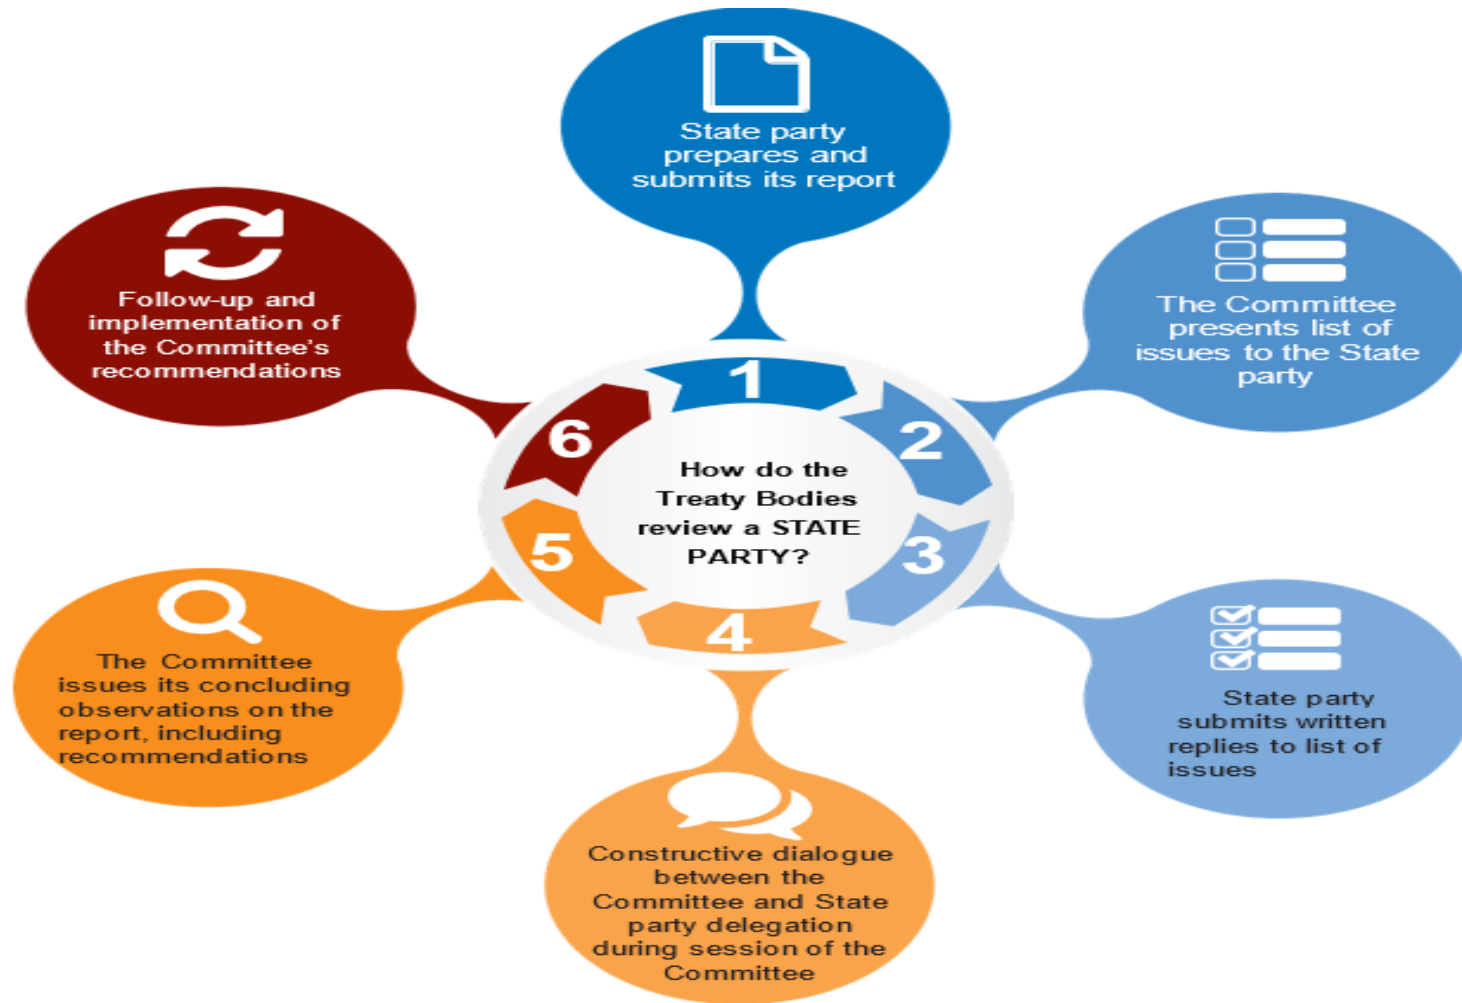 How do the
Treaty Bodies
review a STATE
PARTY?
1
State party
prepares and
submits its report
2
The Committee
presents list of
issues to the State
party
3
State party
submits written
replies to list of
issues
4
Constructive dialogue
between the
Committee and State
party delegation
during session of the
Committee
5
The Committee
issues its concluding
observations on the
report, including
recommendations
6
Follow-up and
implementation of
the Committee's
recommendations